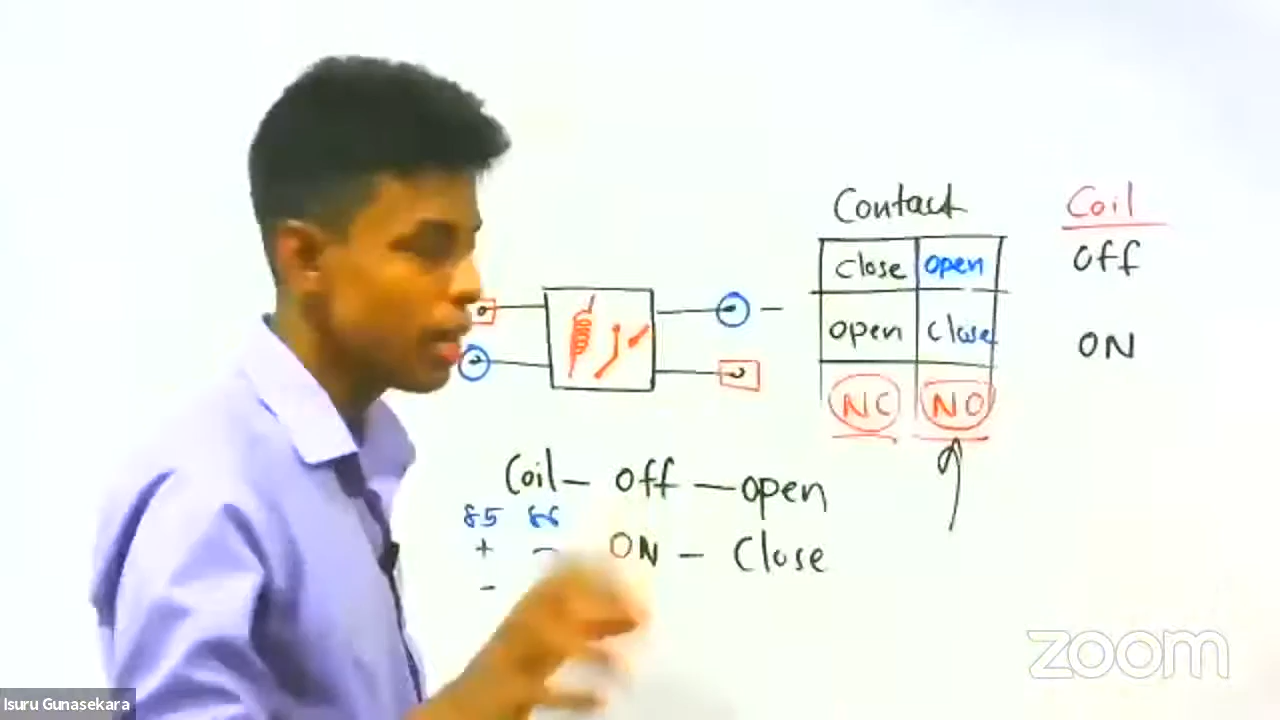 Contact Coil
close open Off
open close ON
NC NO
Coil - Off - open
85 86
+ - ON - Close
-
zoom
Isuru Gunasekara